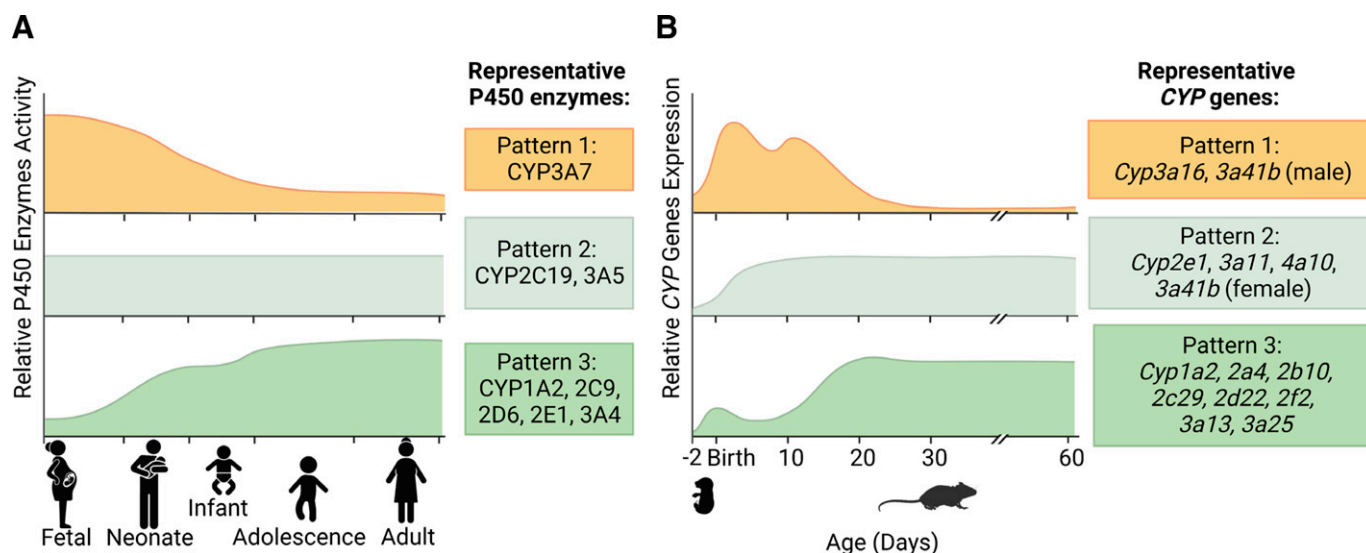 A
Relative P450 Enzymes Activity
Representative
P450 enzymes:
Pattern 1:
CYP3A7
Pattern 2:
CYP2C19, 3A5
Pattern 3:
CYP1A2, 2C9,
2D6, 2E1, 3A4
Fetal
Neonate
Infant
Adolescence
Adult
B
Relative CYP Genes Expression
Representative
CYP genes:
Pattern 1:
Cyp3a16, 3a41b (male)
Pattern 2:
Cyp2e1, 3a11, 4a10,
3a41b (female)
Pattern 3:
Cyp1a2, 2a4, 2b10,
2c29, 2d22, 2f2,
3a13, 3a25
-2 Birth 10 20 30 60
Age (Days)